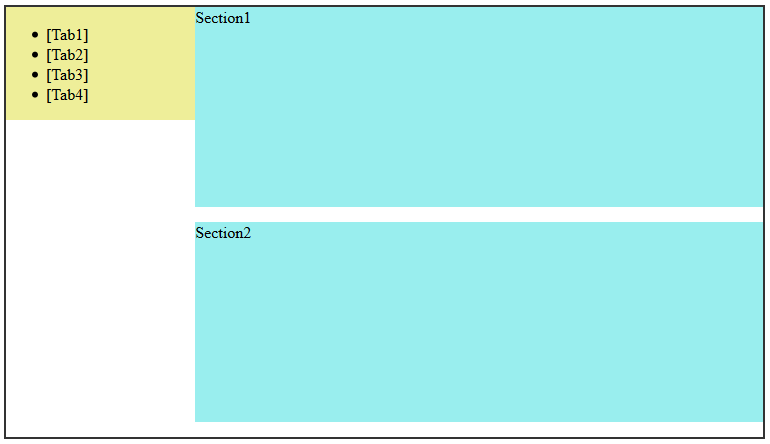 [Tab1]
[Tab2]
[Tab3]
[Tab4]
Section1
Section2